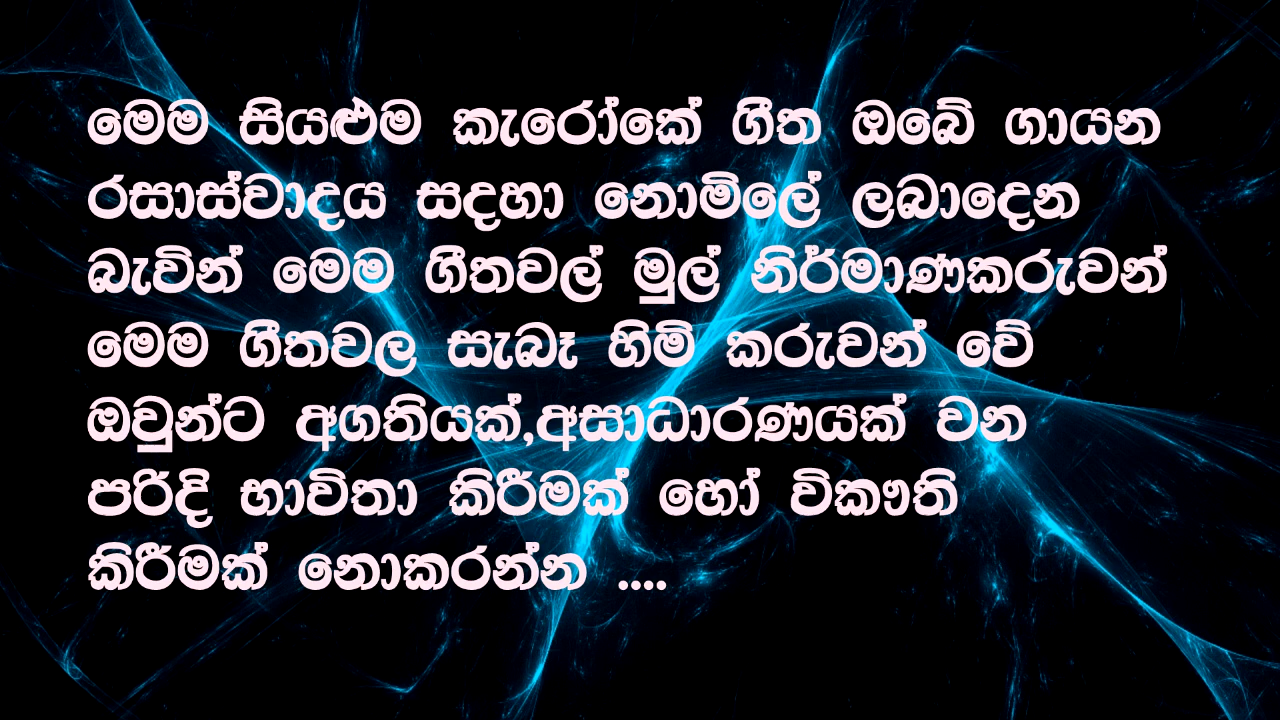 මෙම සියළුම කැරෝකේ ගීත ඔබේ ගායන
රසාස්වාදය සදහා නොමිලේ ලබාදෙන
බැවින් මෙම ගීතවල් මුල් නිර්මාණකරුවන්
මෙම ගීතවල සැබෑ හිමි කරුවන් වේ
ඔවුන්ට අගතියක්,අසාධාරණයක් වන
පරිදි භාවිතා කිරීමක් හෝ විකෟති
කිරීමක් නොකරන්න ....